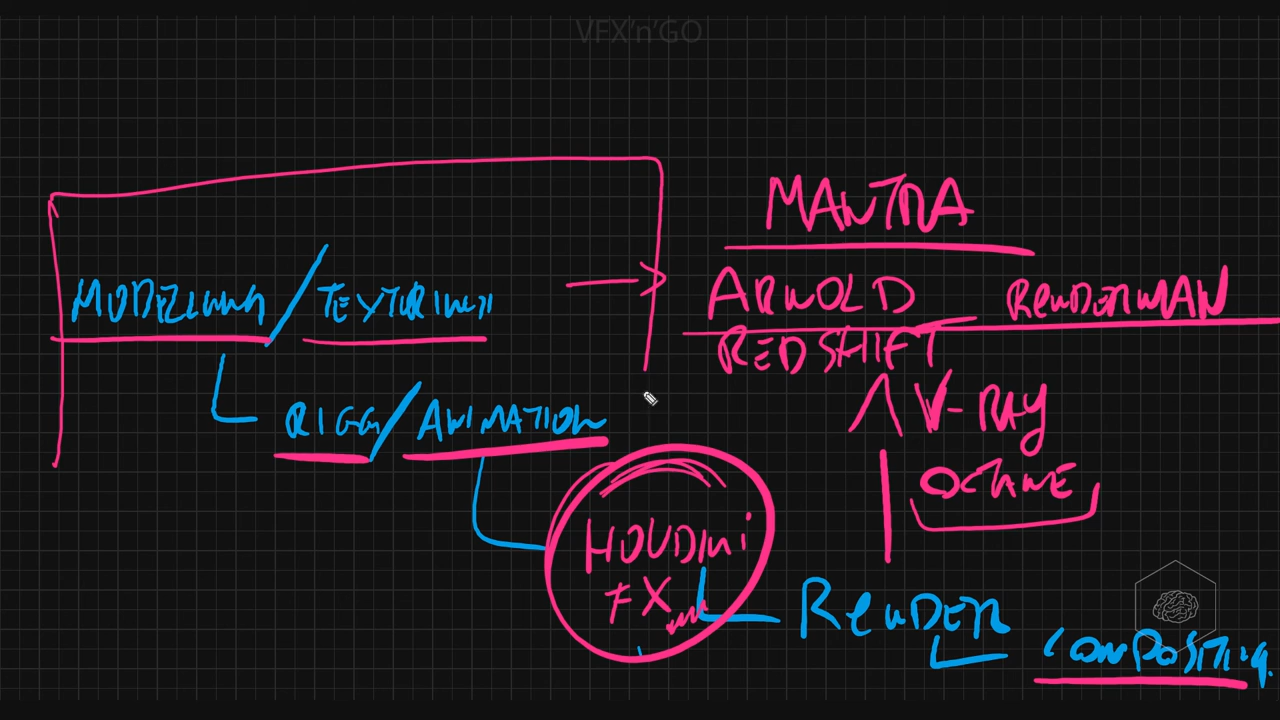 VFX'n'GO
MANTRA
MODELING/TEXTURING
ARNOLD RENDERMAN
REDSHIFT
RIGG/ANIMATION
V-RAY
OCTANE
HOUDINI
FX
RENDER
COMPOSITING.